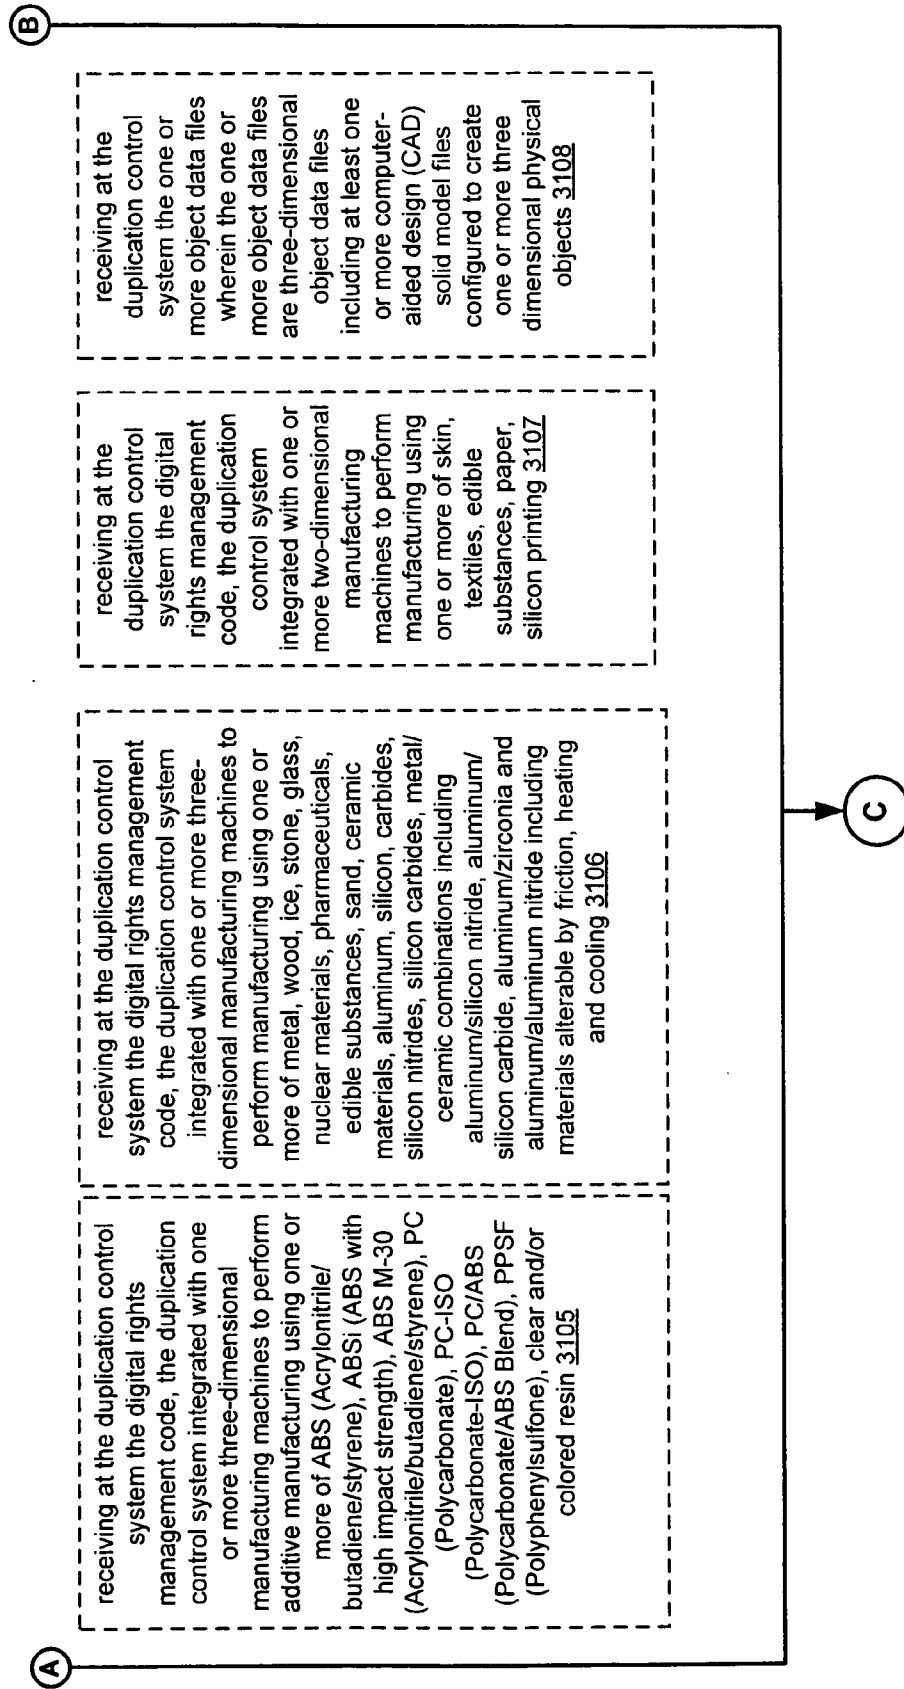 A
receiving at the duplication control
system the digital rights
management code, the duplication
control system integrated with one
or more three-dimensional
manufacturing machines to perform
additive manufacturing using one or
more of ABS (Acrylonitrile/
butadiene/styrene), ABSi (ABS with
high impact strength), ABS M-30
(Acrylonitrile/butadiene/styrene), PC
(Polycarbonate), PC-ISO
(Polycarbonate-ISO), PC/ABS
(Polycarbonate/ABS Blend), PPSF
(Polyphenylsulfone), clear and/or
colored resin 3105
receiving at the duplication control
system the digital rights management
code, the duplication control system
integrated with one or more three-
dimensional manufacturing machines to
perform manufacturing using one or
more of metal, wood, ice, stone, glass,
nuclear materials, pharmaceuticals,
edible substances, sand, ceramic
materials, aluminum, silicon, carbides,
silicon nitrides, silicon carbides, metal/
ceramic combinations including
aluminum/silicon nitride, aluminum/
silicon carbide, aluminum/zirconia and
aluminum/aluminum nitride including
materials alterable by friction, heating
and cooling 3106
receiving at the
duplication control
system the digital
rights management
code, the duplication
control system
integrated with one or
more two-dimensional
manufacturing
machines to perform
manufacturing using
one or more of skin,
textiles, edible
substances, paper,
silicon printing 3107
receiving at the
duplication control
system the one or
more object data files
wherein the one or
more object data files
are three-dimensional
object data files
including at least one
or more computer-
aided design (CAD)
solid model files
configured to create
one or more three
dimensional physical
objects 3108
B
C